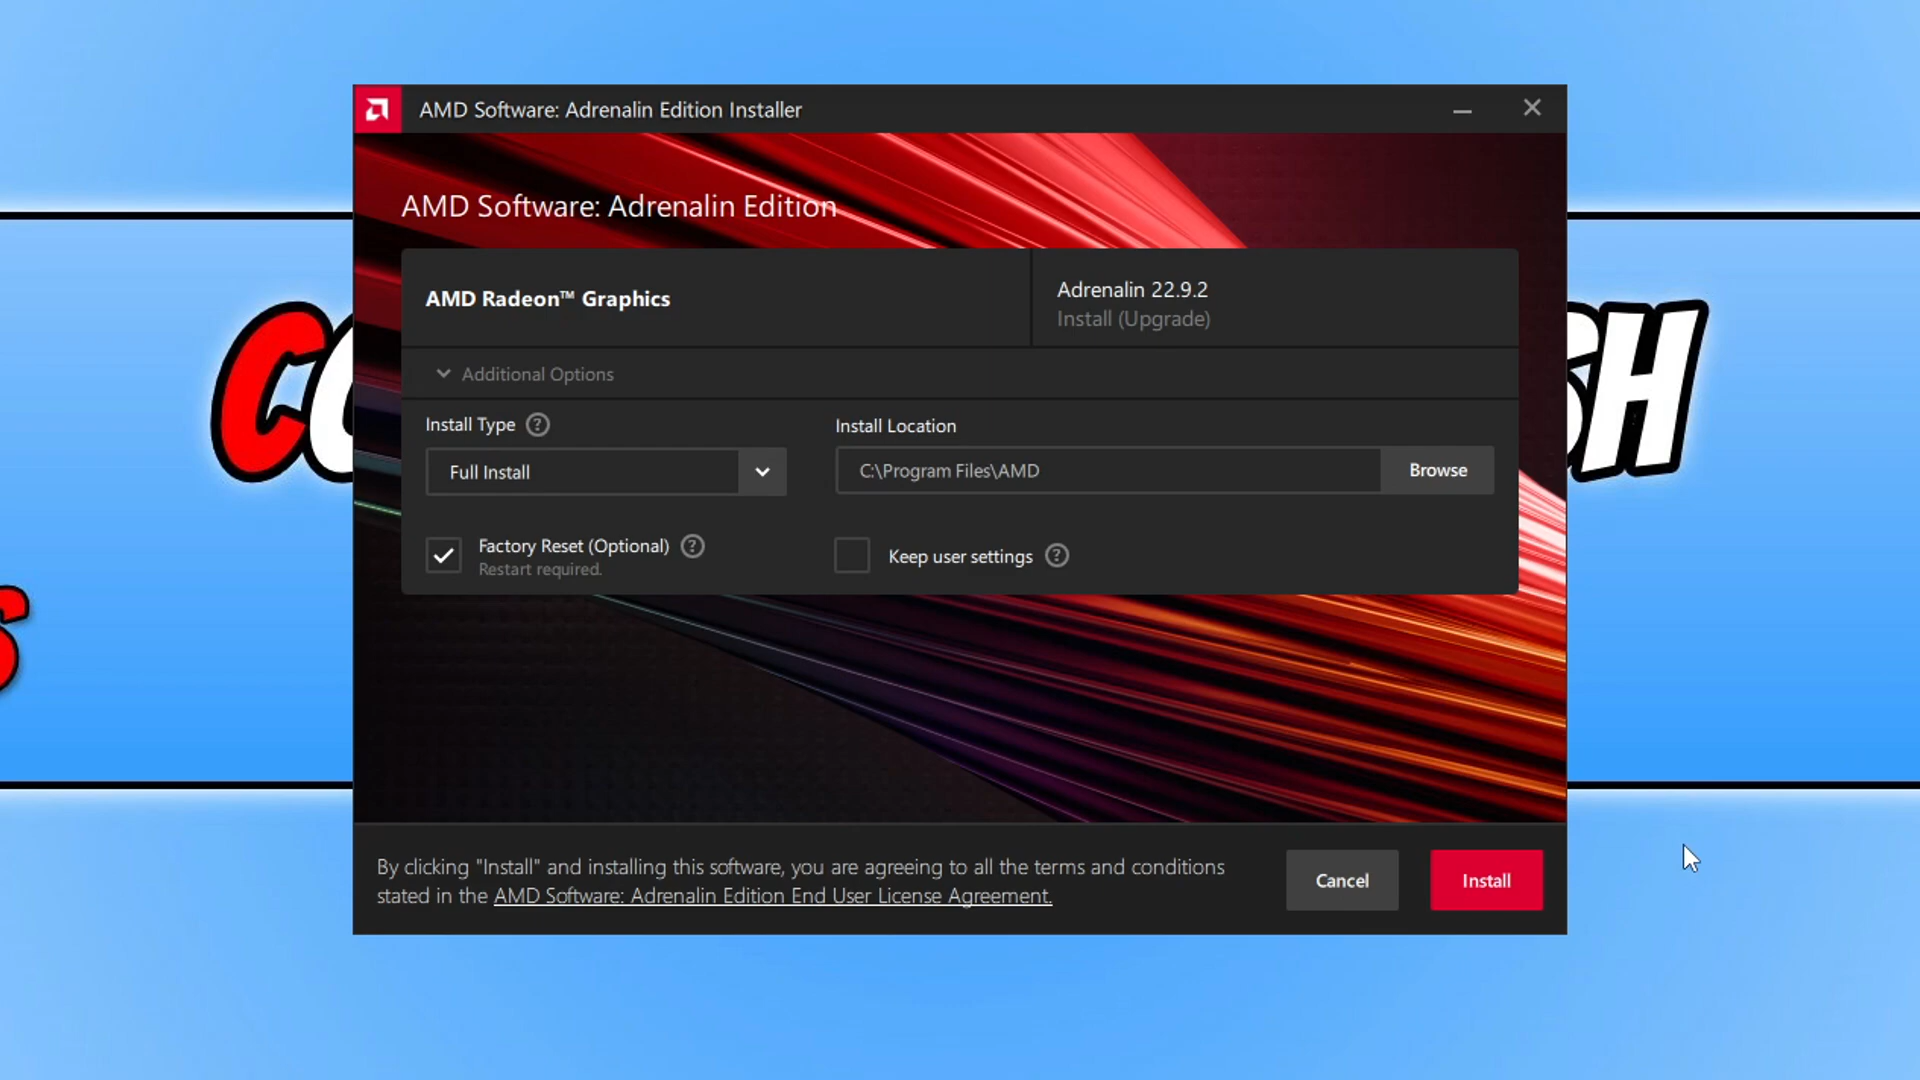 AMD Software: Adrenalin Edition Installer
AMD Software: Adrenalin Edition
AMD Radeon™ Graphics
Adrenalin 22.9.2
Install (Upgrade)
Additional Options
Install Type ?
Install Location
Full Install
C:\Program Files\AMD
Browse
Factory Reset (Optional) ?
Restart required.
Keep user settings ?
By clicking "Install" and installing this software, you are agreeing to all the terms and conditions
stated in the AMD Software: Adrenalin Edition End User License Agreement.
Cancel
Install